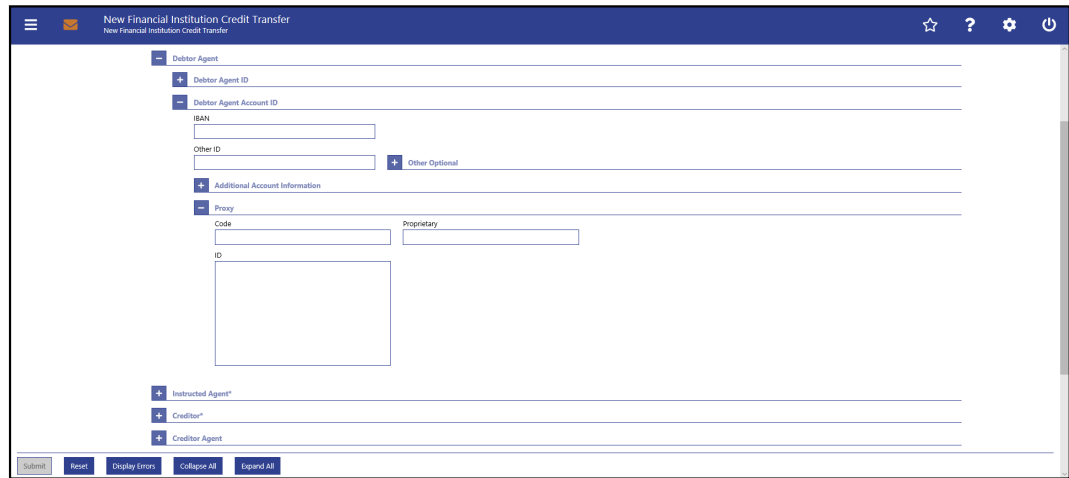 New Financial Institution Credit Transfer
New Financial Institution Credit Transfer
Debtor Agent
Debtor Agent ID
Debtor Agent Account ID
IBAN
Other ID
Other Optional
Additional Account Information
Proxy
Code Proprietary
ID
Instructed Agent*
Creditor*
Creditor Agent
Submit Reset Display Errors Collapse All Expand All